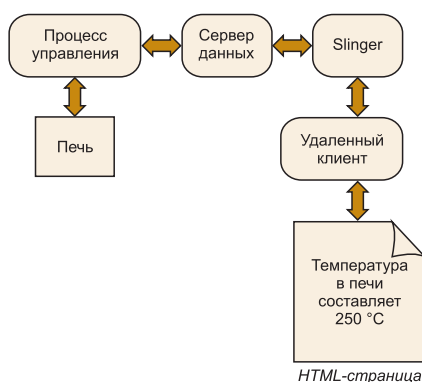 Процесс
управления
Сервер
данных
Slinger
Печь
Удаленный
клиент
Температура
в печи
составляет
250 °C
HTML-страница